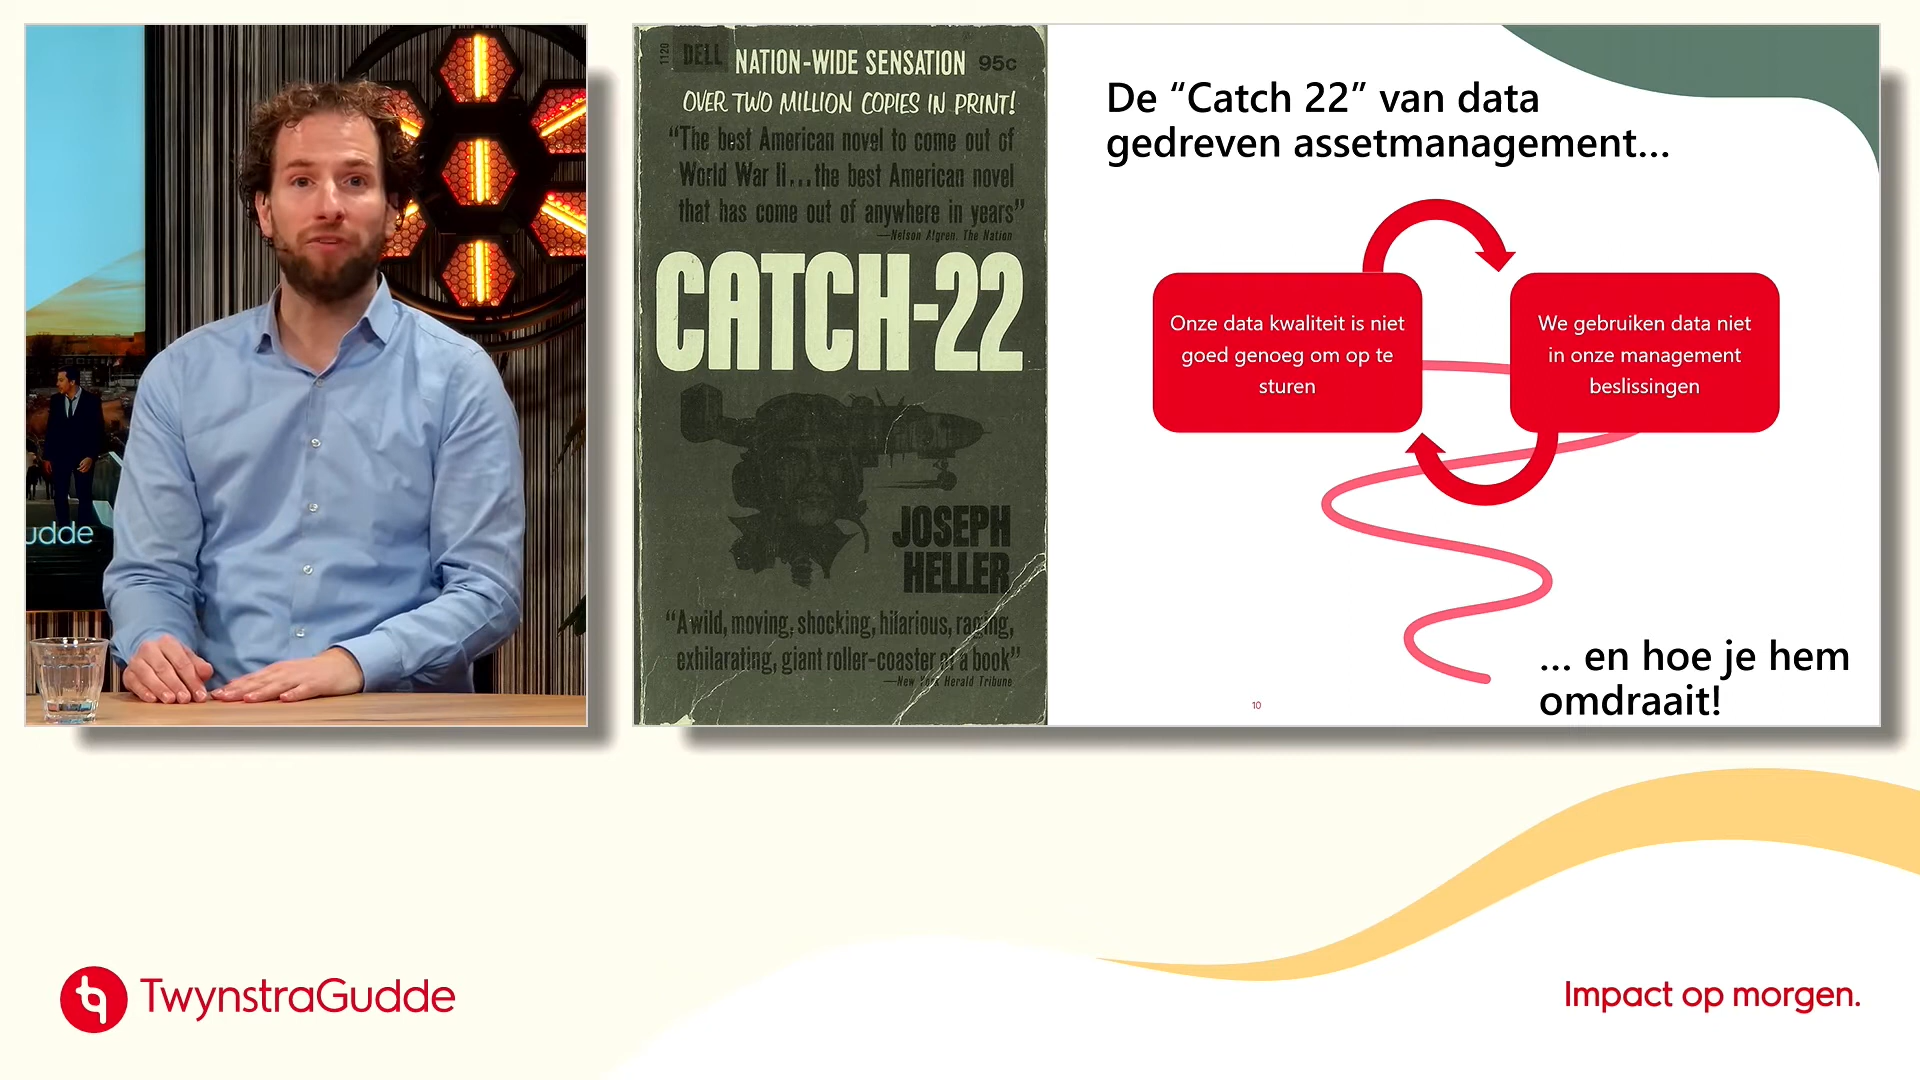 udde
1120
DELL
NATION-WIDE SENSATION
95c
OVER TWO MILLION COPIES IN PRINT!
“The best American novel to come out of
World War II...the best American novel
that has come out of anywhere in years”
—Nelson Algren, The Nation
CATCH-22
JOSEPH
HELLER
“A wild, moving, shocking, hilarious, raging,
exhilarating, giant roller-coaster of a book”
—New York Herald Tribune
De “Catch 22” van data
gedreven assetmanagement...
Onze data kwaliteit is niet
goed genoeg om op te
sturen
We gebruiken data niet
in onze management
beslissingen
... en hoe je hem
omdraait!
10
TwynstraGudde
Impact op morgen.